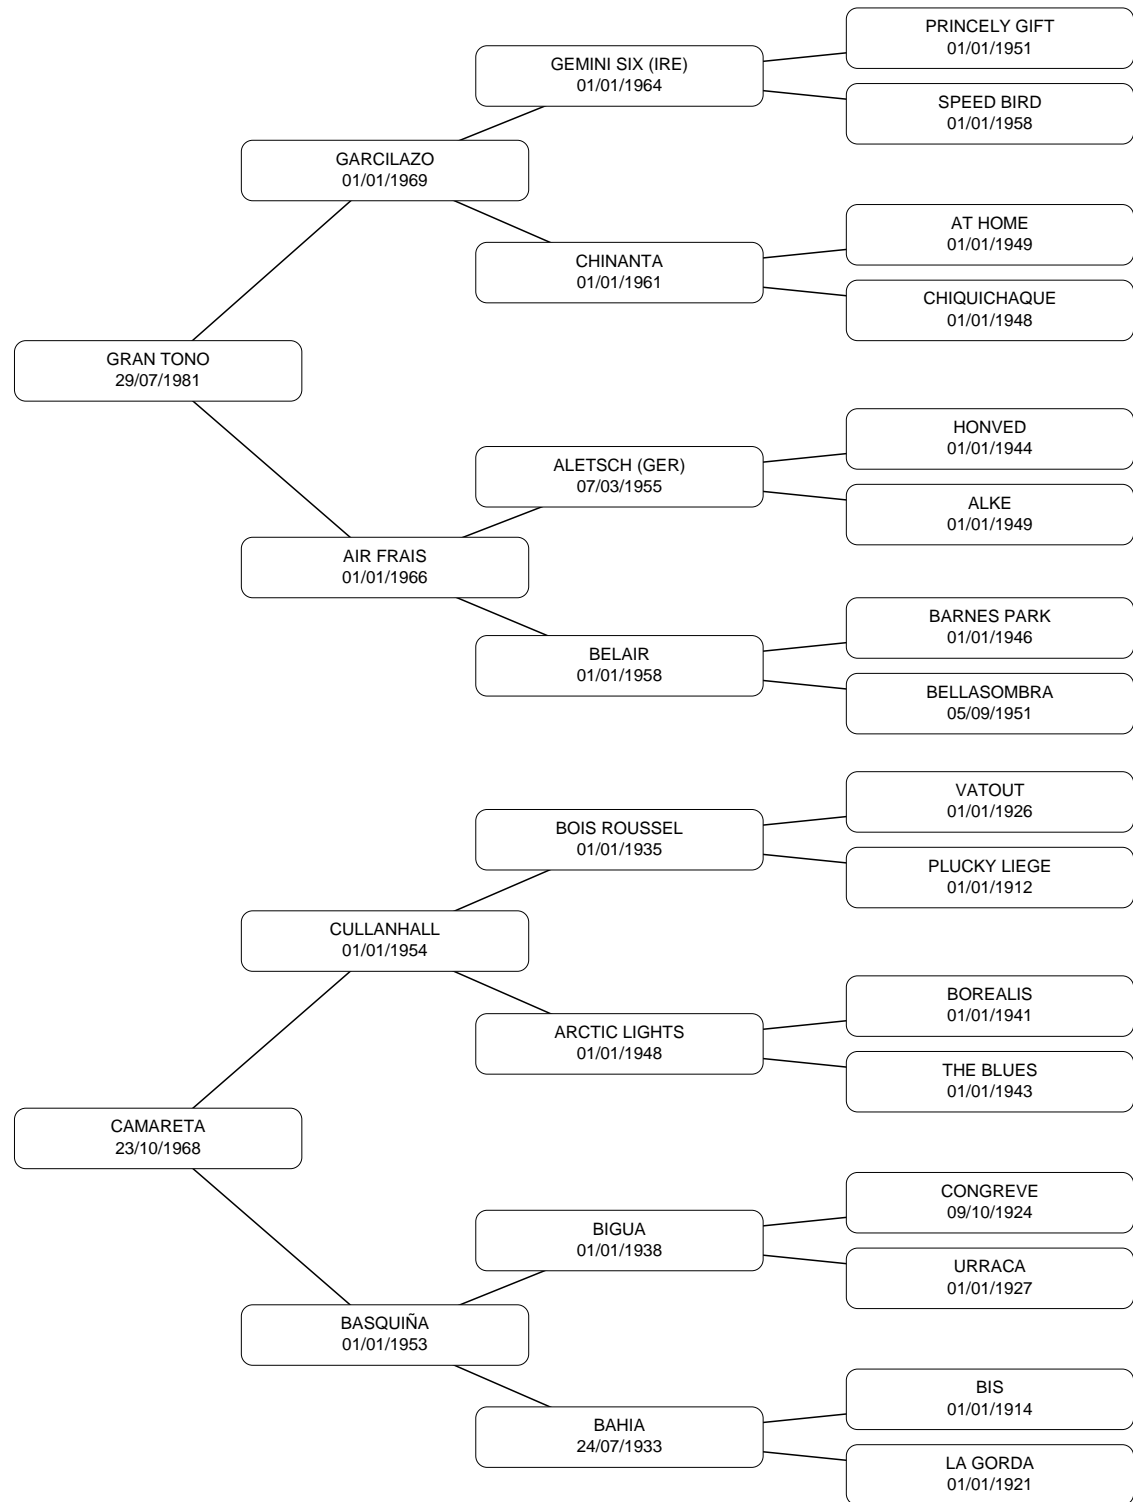 PRINCELY GIFT
01/01/1951
GEMINI SIX (IRE)
01/01/1964
SPEED BIRD
01/01/1958
GARCILAZO
01/01/1969
AT HOME
01/01/1949
CHINANTA
01/01/1961
CHIQUICHAQUE
01/01/1948
GRAN TONO
29/07/1981
HONVED
01/01/1944
ALETSCH (GER)
07/03/1955
ALKE
01/01/1949
AIR FRAIS
01/01/1966
BARNES PARK
01/01/1946
BELAIR
01/01/1958
BELLASOMBRA
05/09/1951
VATOUT
01/01/1926
BOIS ROUSSEL
01/01/1935
PLUCKY LIEGE
01/01/1912
CULLANHALL
01/01/1954
BOREALIS
01/01/1941
ARCTIC LIGHTS
01/01/1948
THE BLUES
01/01/1943
CAMARETA
23/10/1968
CONGREVE
09/10/1924
BIGUA
01/01/1938
URRACA
01/01/1927
BASQUIÑA
01/01/1953
BIS
01/01/1914
BAHIA
24/07/1933
LA GORDA
01/01/1921